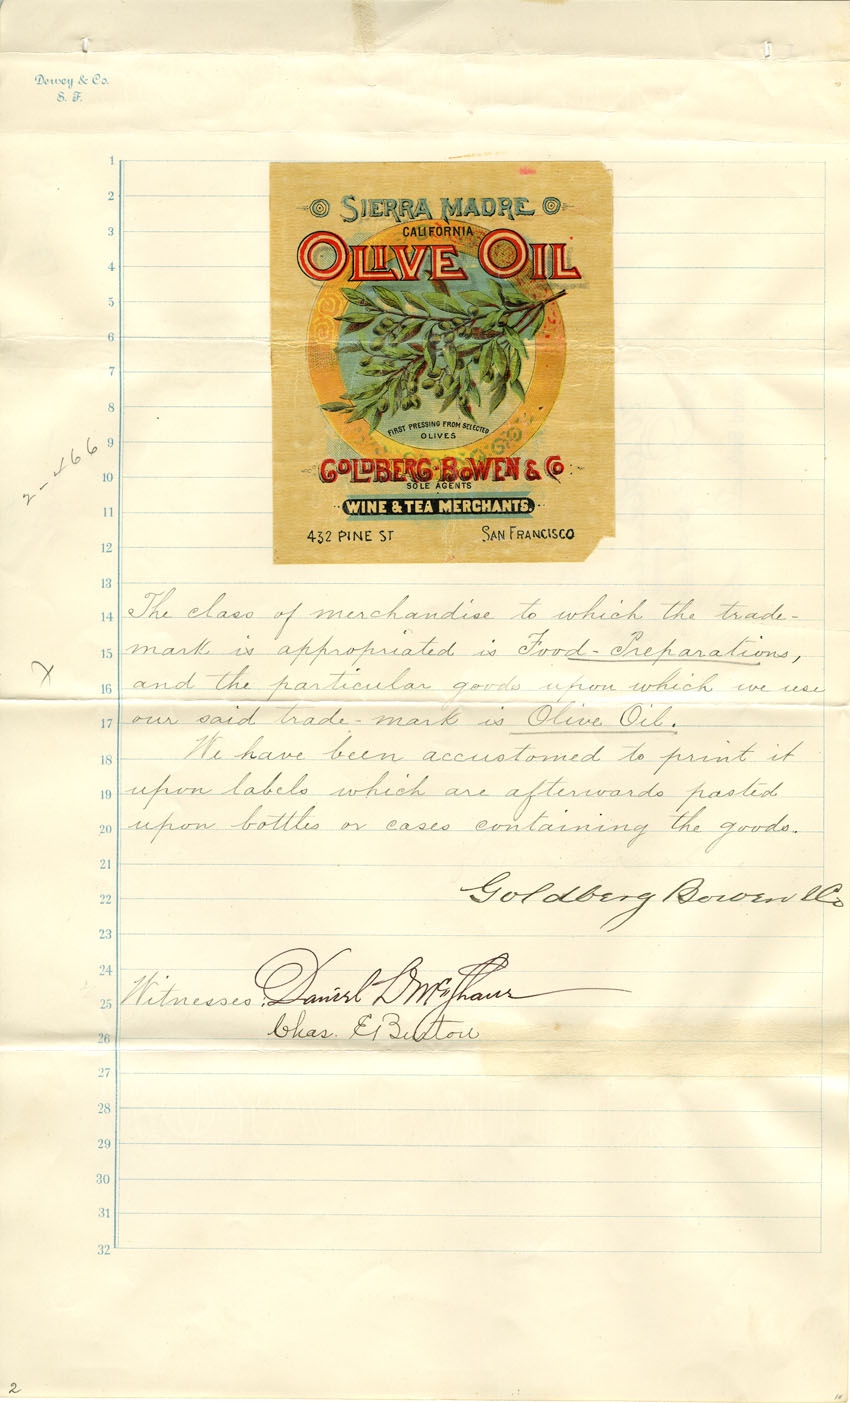 Dewey & Co.
S. F.
SIERRA MADRE
CALIFORNIA
OLIVE OIL
FIRST PRESSING FROM SELECTED
OLIVES
GOLDBERG-BOWEN & CO
SOLE AGENTS
WINE & TEA MERCHANTS.
432 PINE ST SAN FRANCISCO
2-466
X
1
2
3
4
5
6
7
8
9
10
11
12
13
14 The class of merchandise to which the trade-
15 mark is appropriated is Food-Preparations,
16 and the particular goods upon which we use
17 our said trade-mark is Olive Oil.
18 We have been accustomed to print it
19 upon labels which are afterwards pasted
20 upon bottles or cases containing the goods.
21
22 Goldberg Bowen & Co
23
24
25 Witnesses: Daniel
26 Chas. E
27
28
29
30
31
32
2